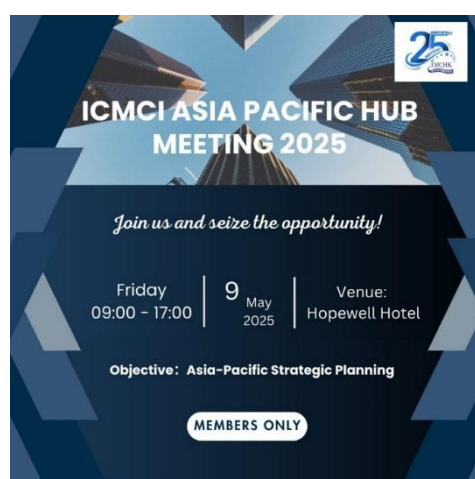 25
IMCHK
ICMCI ASIA PACIFIC HUB
MEETING 2025
Join us and seize the opportunity!
Friday
09:00 - 17:00
9
May
2025
Venue:
Hopewell Hotel
Objective: Asia-Pacific Strategic Planning
MEMBERS ONLY